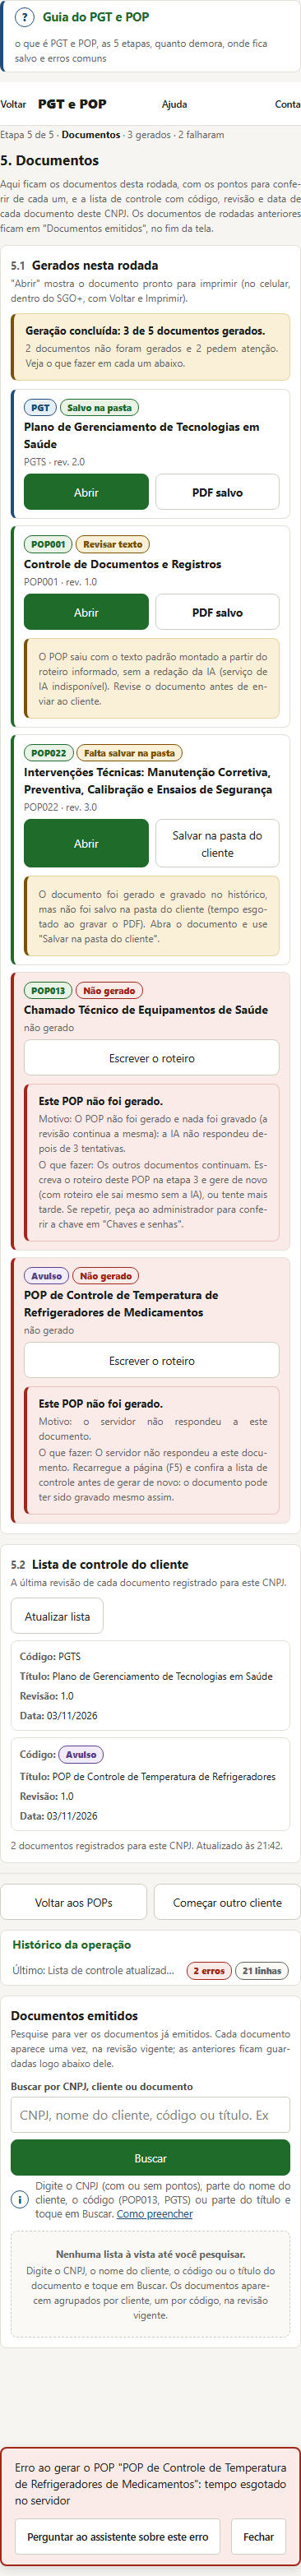 ?
Guia do PGT e POP
o que é PGT e POP, as 5 etapas, quanto demora, onde fica
salvo e erros comuns
Voltar PGT e POP Ajuda Conta
Etapa 5 de 5 · Documentos · 3 gerados · 2 falharam
5. Documentos
Aqui ficam os documentos desta rodada, com os pontos para confe-
rir de cada um, e a lista de controle com código, revisão e data de
cada documento deste CNPJ. Os documentos de rodadas anteriores
ficam em "Documentos emitidos", no fim da tela.
5.1 Gerados nesta rodada
"Abrir" mostra o documento pronto para imprimir (no celular,
dentro do SGO+, com Voltar e Imprimir).
Geração concluída: 3 de 5 documentos gerados.
2 documentos não foram gerados e 2 pedem atenção.
Veja o que fazer em cada um abaixo.
PGT Salvo na pasta
Plano de Gerenciamento de Tecnologias em
Saúde
PGTS · rev. 2.0
Abrir PDF salvo
POP001 Revisar texto
Controle de Documentos e Registros
POP001 · rev. 1.0
Abrir PDF salvo
O POP saiu com o texto padrão montado a partir do
roteiro informado, sem a redação da IA (serviço de
IA indisponível). Revise o documento antes de en-
viar ao cliente.
POP022 Falta salvar na pasta
Intervenções Técnicas: Manutenção Corretiva,
Preventiva, Calibração e Ensaios de Segurança
POP022 · rev. 3.0
Abrir Salvar na pasta do
cliente
O documento foi gerado e gravado no histórico,
mas não foi salvo na pasta do cliente (tempo esgo-
tado ao gravar o PDF). Abra o documento e use
"Salvar na pasta do cliente".
POP013 Não gerado
Chamado Técnico de Equipamentos de Saúde
não gerado
Escrever o roteiro
Este POP não foi gerado.
Motivo: O POP não foi gerado e nada foi gravado (a
revisão continua a mesma): a IA não respondeu de-
pois de 3 tentativas.
O que fazer: Os outros documentos continuam. Es-
creva o roteiro deste POP na etapa 3 e gere de novo
(com roteiro ele sai mesmo sem a IA), ou tente mais
tarde. Se repetir, peça ao administrador para confe-
rir a chave em "Chaves e senhas".
Avulso Não gerado
POP de Controle de Temperatura de
Refrigeradores de Medicamentos
não gerado
Escrever o roteiro
Este POP não foi gerado.
Motivo: o servidor não respondeu a este
documento.
O que fazer: O servidor não respondeu a este docu-
mento. Recarregue a página (F5) e confira a lista de
controle antes de gerar de novo: o documento pode
ter sido gravado mesmo assim.
5.2 Lista de controle do cliente
A última revisão de cada documento registrado para este CNPJ.
Atualizar lista
Código: PGTS
Título: Plano de Gerenciamento de Tecnologias em Saúde
Revisão: 1.0
Data: 03/11/2026
Código: Avulso
Título: POP de Controle de Temperatura de Refrigeradores
Revisão: 1.0
Data: 03/11/2026
2 documentos registrados para este CNPJ. Atualizado às 21:42.
Voltar aos POPs Começar outro cliente
Histórico da operação
Último: Lista de controle atualizad... 2 erros 21 linhas
Documentos emitidos
Pesquise para ver os documentos já emitidos. Cada documento
aparece uma vez, na revisão vigente; as anteriores ficam guar-
dadas logo abaixo dele.
Buscar por CNPJ, cliente ou documento
CNPJ, nome do cliente, código ou título. Ex
Buscar
i
Digite o CNPJ (com ou sem pontos), parte do nome do
cliente, o código (POP013, PGTS) ou parte do título e
toque em Buscar. Como preencher
Nenhuma lista à vista até você pesquisar.
Digite o CNPJ, o nome do cliente, o código ou o título do
documento e toque em Buscar. Os documentos apare-
cem agrupados por cliente, um por código, na revisão
vigente.
Erro ao gerar o POP "POP de Controle de Temperatura
de Refrigeradores de Medicamentos": tempo esgotado
no servidor
Perguntar ao assistente sobre este erro Fechar